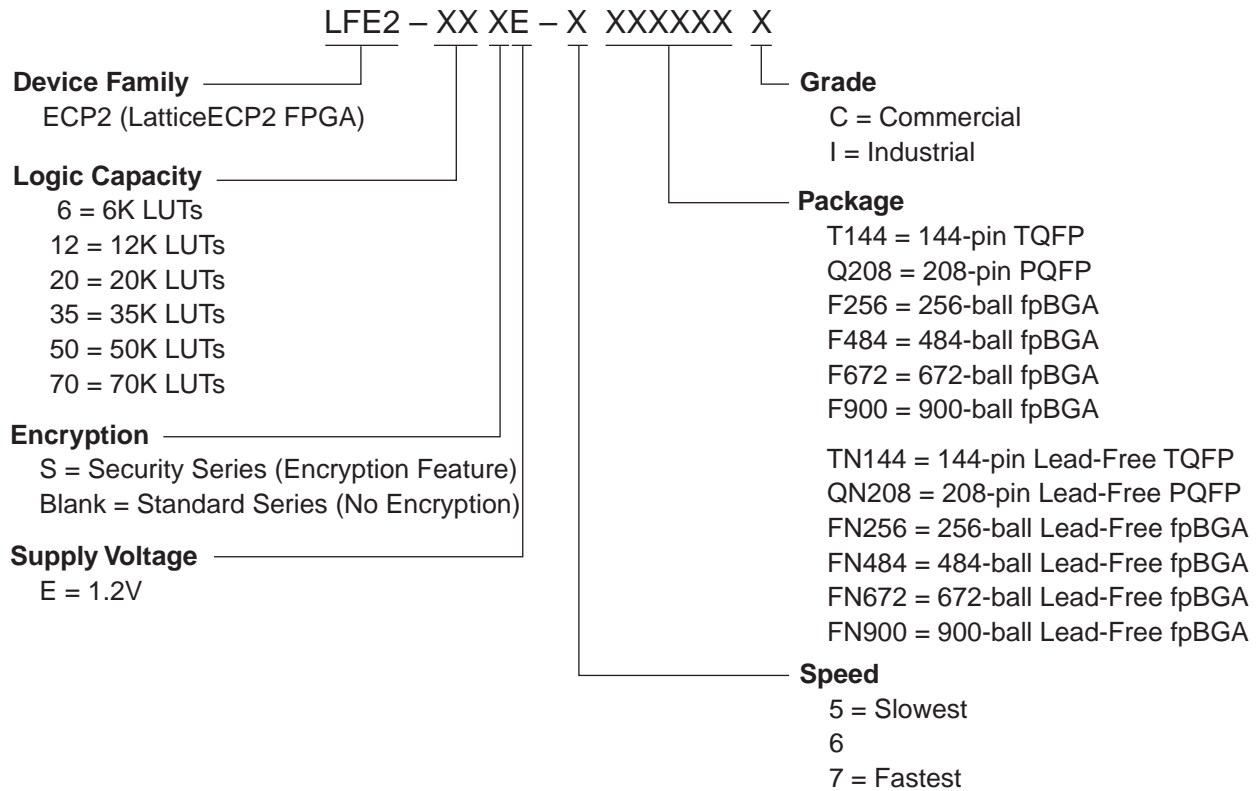 LFE2 – XX XE – X XXXXXX X
Device Family
ECP2 (LatticeECP2 FPGA)
Logic Capacity
6 = 6K LUTs
12 = 12K LUTs
20 = 20K LUTs
35 = 35K LUTs
50 = 50K LUTs
70 = 70K LUTs
Encryption
S = Security Series (Encryption Feature)
Blank = Standard Series (No Encryption)
Supply Voltage
E = 1.2V
Grade
C = Commercial
I = Industrial
Package
T144 = 144-pin TQFP
Q208 = 208-pin PQFP
F256 = 256-ball fpBGA
F484 = 484-ball fpBGA
F672 = 672-ball fpBGA
F900 = 900-ball fpBGA
TN144 = 144-pin Lead-Free TQFP
QN208 = 208-pin Lead-Free PQFP
FN256 = 256-ball Lead-Free fpBGA
FN484 = 484-ball Lead-Free fpBGA
FN672 = 672-ball Lead-Free fpBGA
FN900 = 900-ball Lead-Free fpBGA
Speed
5 = Slowest
6
7 = Fastest